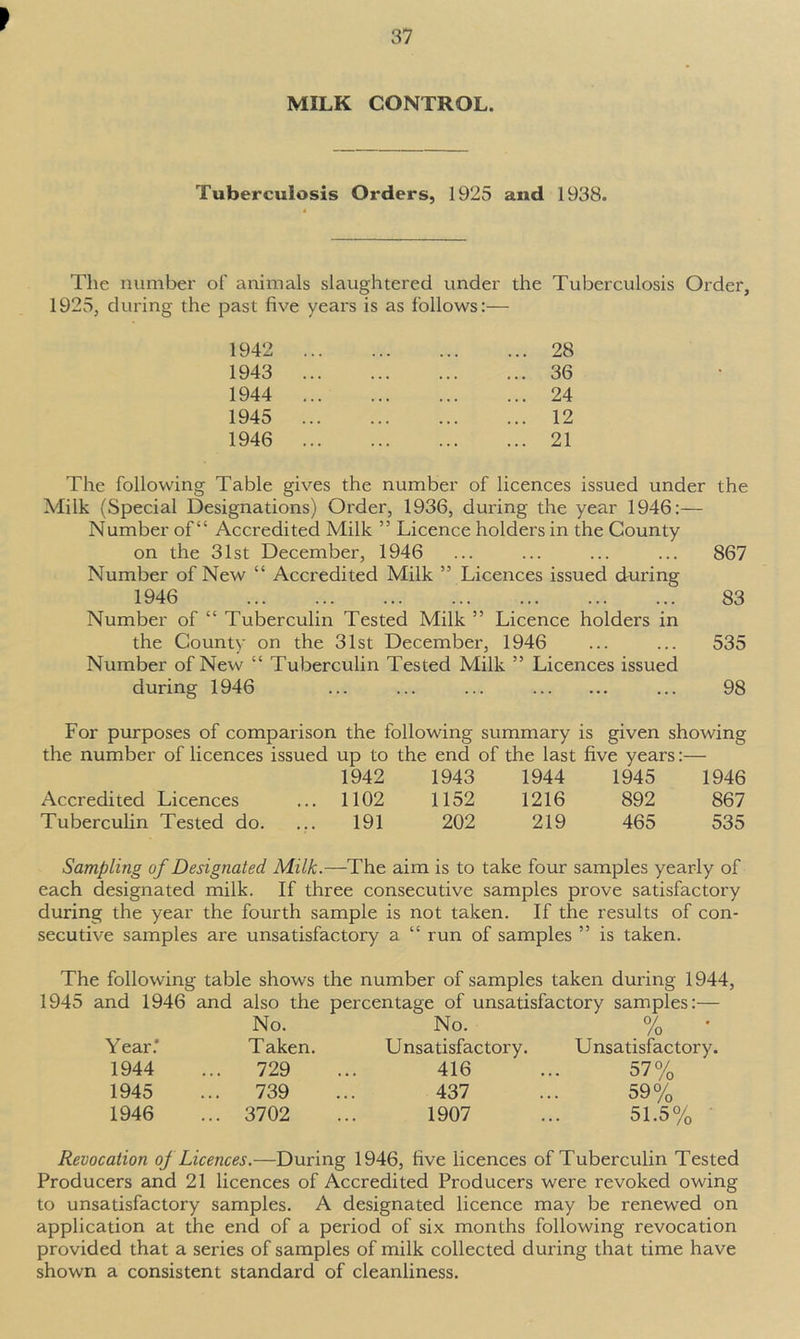 37
MILK CONTROL.
Tuberculosis Orders, 1925 and 1938.
The number of animals slaughtered under the Tuberculosis Order,
1925, during the past five years is as follows:—
1942 ... ... ... ... 28
1943 ... ... ... ... 36
1944 ... ... ... ... 24
1945 ... ... ... ... 12
1946 ... ... ... ... 21
The following Table gives the number of licences issued under the
Milk (Special Designations) Order, 1936, during the year 1946:—
Number of “ Accredited Milk ” Licence holders in the County
on the 31st December, 1946 ... ... ... ... 867
Number of New “ Accredited Milk ” Licences issued during
1946 ... ... ... ... ... ... ... 83
Number of “ Tuberculin Tested Milk ” Licence holders in
the County on the 31st December, 1946 ... ... 535
Number of New “ Tuberculin Tested Milk ” Licences issued
during 1946 ... ... ... ... ... ... 98
For purposes of comparison the following summary is given showing
the number of licences issued up to the end of the last five years:—
1942 1943 1944 1945 1946
Accredited Licences ... 1102 1152 1216 892 867
Tuberculin Tested do. ... 191 202 219 465 535
Sampling of Designated Milk.—The aim is to take four samples yearly of
each designated milk. If three consecutive samples prove satisfactory
during the year the fourth sample is not taken. If the results of con-
secutive samples are unsatisfactory a “ run of samples ” is taken.
The following table shows the number of samples taken during 1944,
1945 and 1946 and also the percentage of unsatisfactory samples:—
No. No. %
Year. Taken. Unsatisfactory. Unsatisfactory.
1944 ... 729 ... 416 ... 57%
1945 ... 739 ... 437 ... 59%
1946 ... 3702 ... 1907 ... 51.5%
Revocation of Licences.—During 1946, five licences of Tuberculin Tested
Producers and 21 licences of Accredited Producers were revoked owing
to unsatisfactory samples. A designated licence may be renewed on
application at the end of a period of six months following revocation
provided that a series of samples of milk collected during that time have
shown a consistent standard of cleanliness.